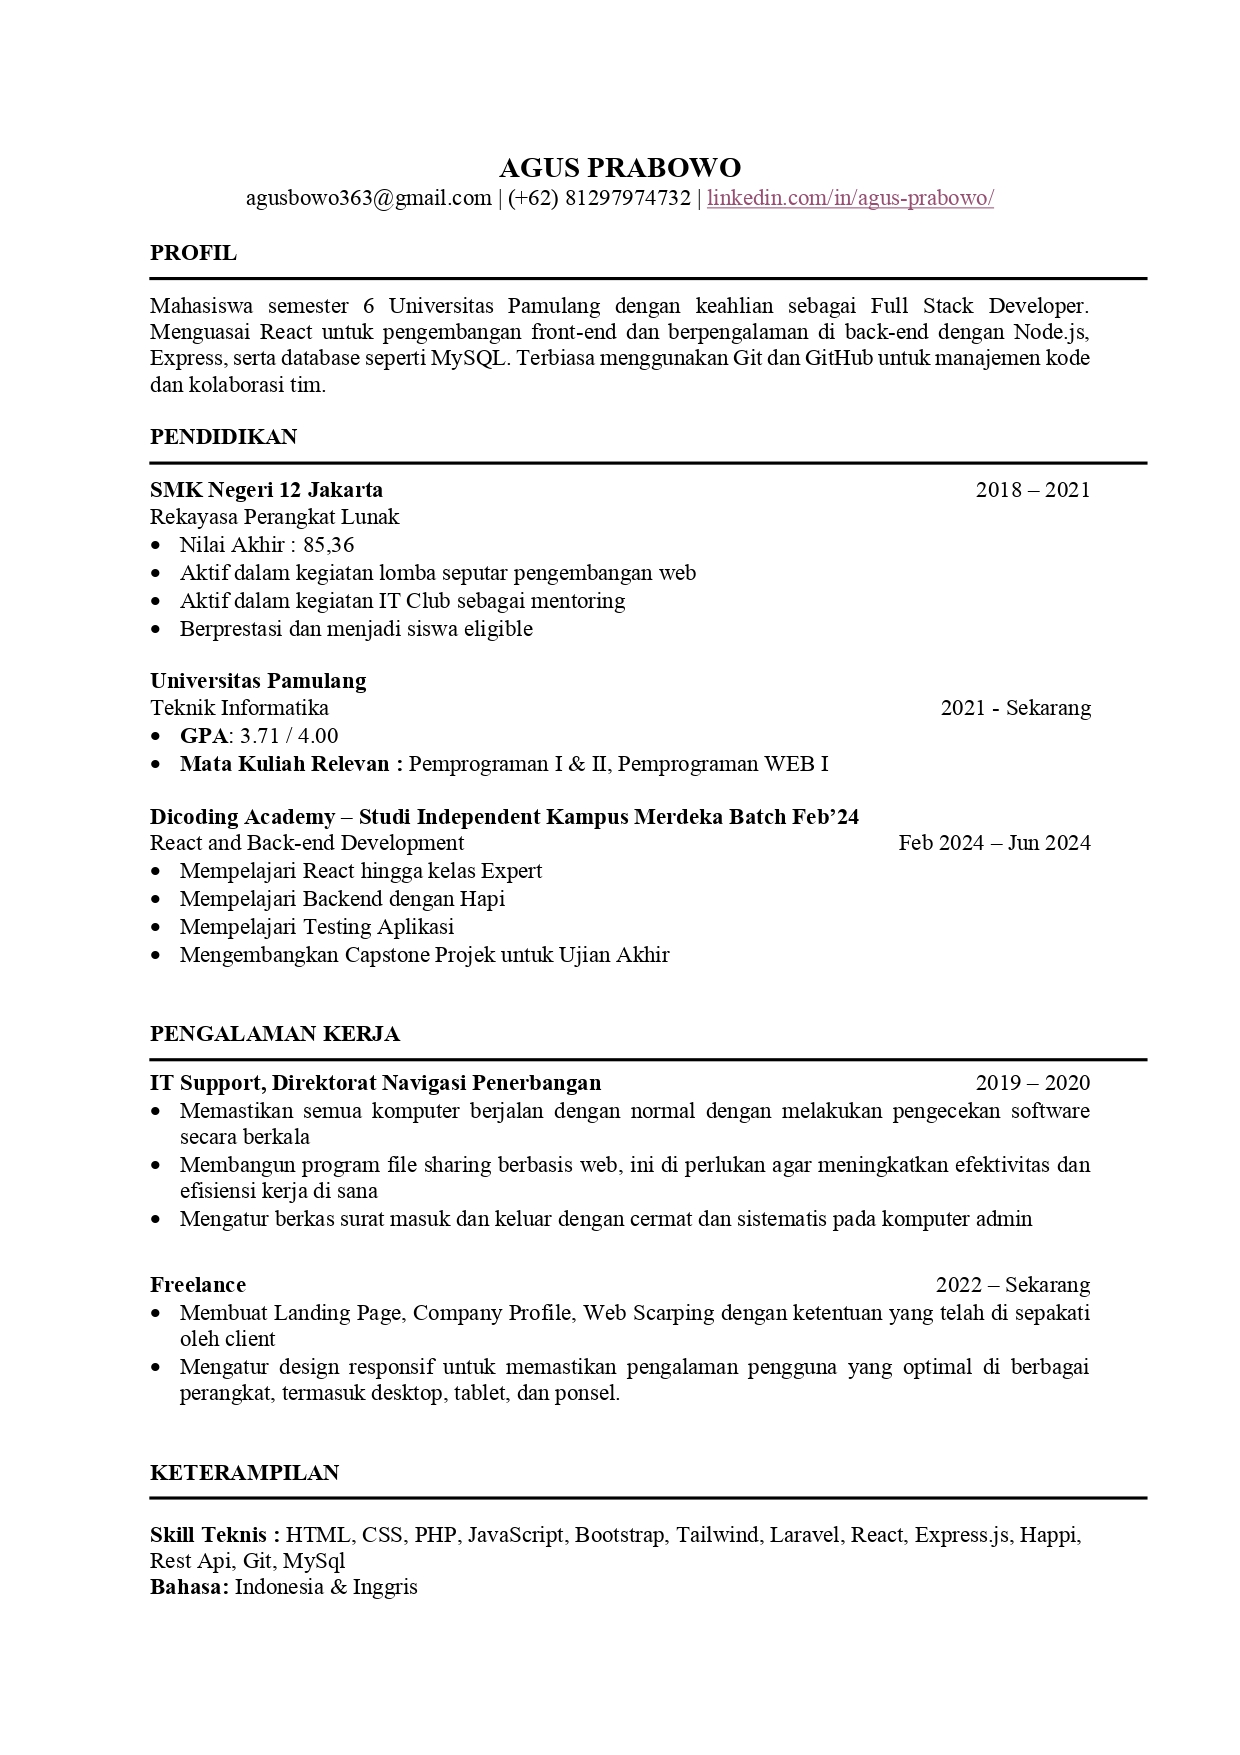 AGUS PRABOWO
agusbowo363@gmail.com | (+62) 81297974732 | linkedin.com/in/agus-prabowo/
PROFIL
Mahasiswa semester 6 Universitas Pamulang dengan keahlian sebagai Full Stack Developer.
Menguasai React untuk pengembangan front-end dan berpengalaman di back-end dengan Node.js,
Express, serta database seperti MySQL. Terbiasa menggunakan Git dan GitHub untuk manajemen kode
dan kolaborasi tim.
PENDIDIKAN
SMK Negeri 12 Jakarta 2018 – 2021
Rekayasa Perangkat Lunak
• Nilai Akhir : 85,36
• Aktif dalam kegiatan lomba seputar pengembangan web
• Aktif dalam kegiatan IT Club sebagai mentoring
• Berprestasi dan menjadi siswa eligible
Universitas Pamulang
Teknik Informatika 2021 - Sekarang
• GPA: 3.71 / 4.00
• Mata Kuliah Relevan : Pemprograman I & II, Pemprograman WEB I
Dicoding Academy – Studi Independent Kampus Merdeka Batch Feb’24
React and Back-end Development Feb 2024 – Jun 2024
• Mempelajari React hingga kelas Expert
• Mempelajari Backend dengan Hapi
• Mempelajari Testing Aplikasi
• Mengembangkan Capstone Projek untuk Ujian Akhir
PENGALAMAN KERJA
IT Support, Direktorat Navigasi Penerbangan 2019 – 2020
• Memastikan semua komputer berjalan dengan normal dengan melakukan pengecekan software
secara berkala
• Membangun program file sharing berbasis web, ini di perlukan agar meningkatkan efektivitas dan
efisiensi kerja di sana
• Mengatur berkas surat masuk dan keluar dengan cermat dan sistematis pada komputer admin
Freelance 2022 – Sekarang
• Membuat Landing Page, Company Profile, Web Scarping dengan ketentuan yang telah di sepakati
oleh client
• Mengatur design responsif untuk memastikan pengalaman pengguna yang optimal di berbagai
perangkat, termasuk desktop, tablet, dan ponsel.
KETERAMPILAN
Skill Teknis : HTML, CSS, PHP, JavaScript, Bootstrap, Tailwind, Laravel, React, Express.js, Happi,
Rest Api, Git, MySql
Bahasa: Indonesia & Inggris